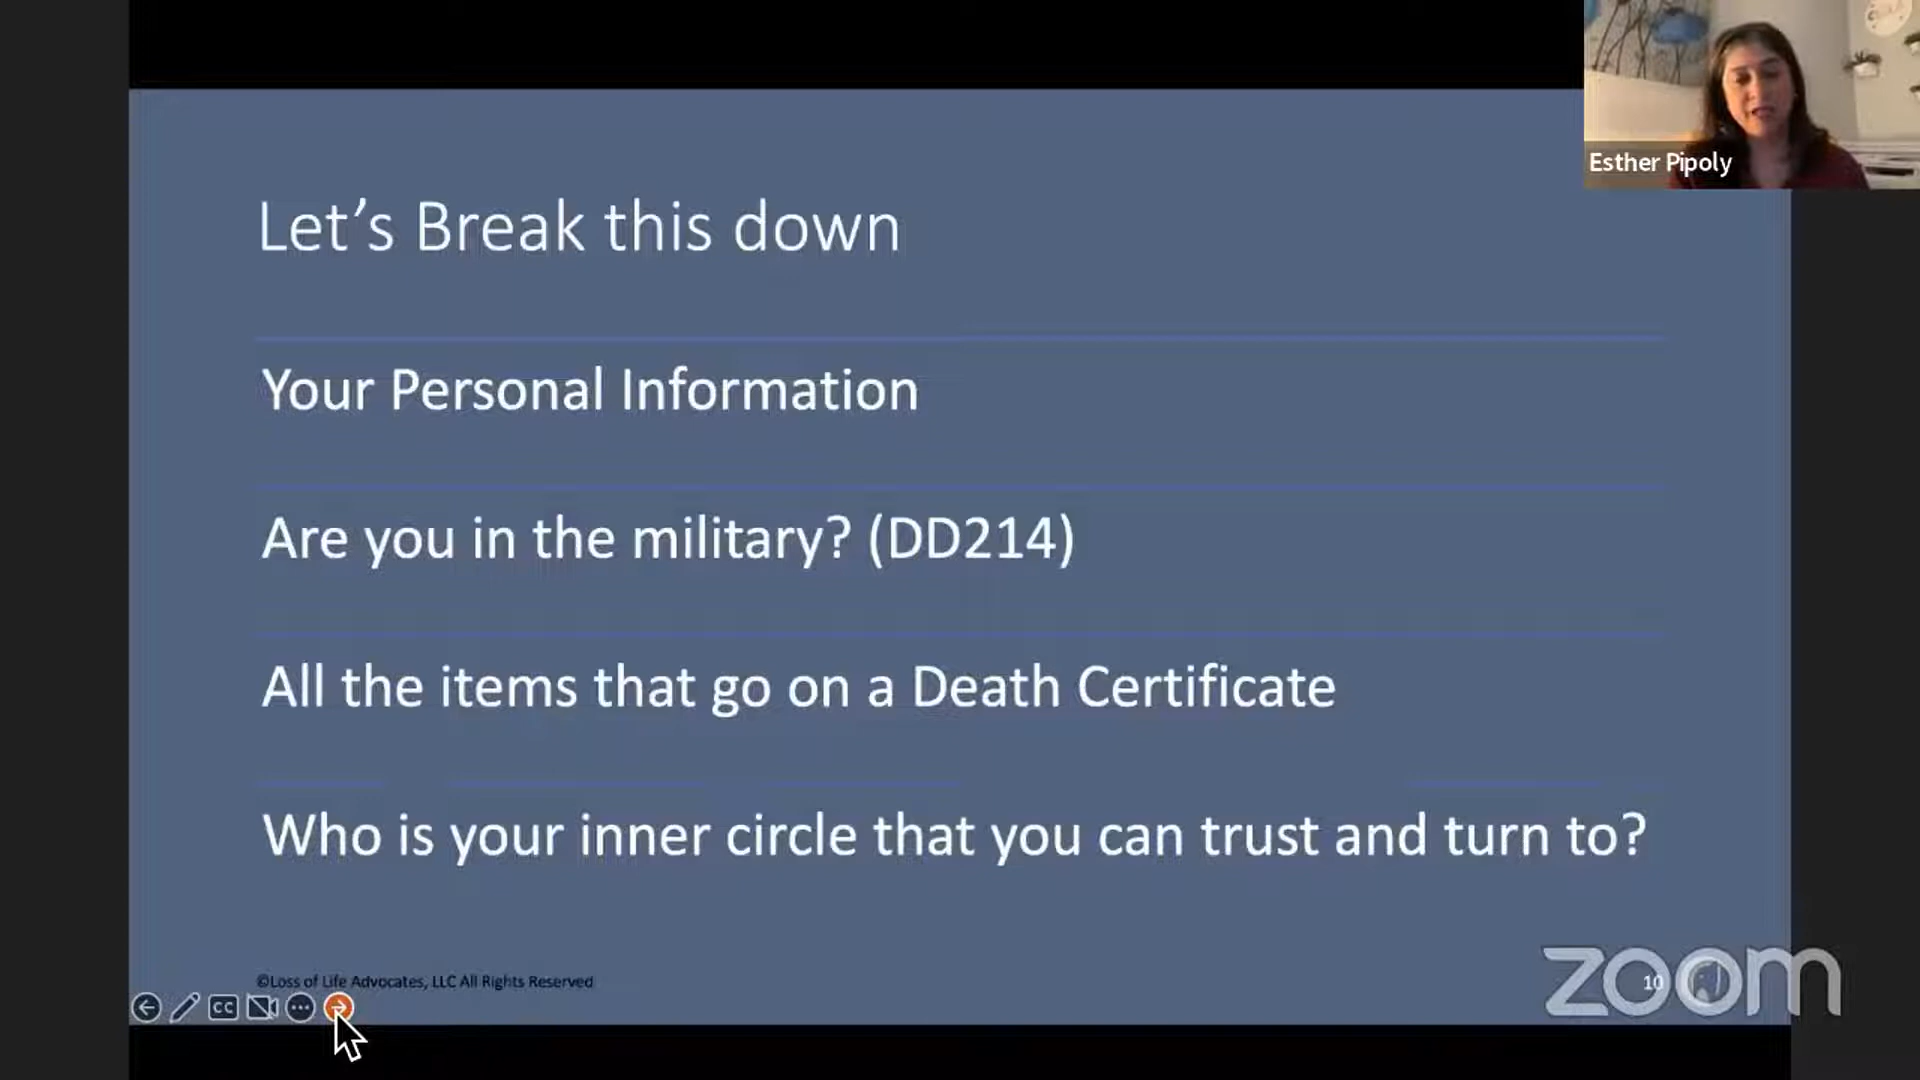 Esther Pipoly
Let's Break this down
Your Personal Information
Are you in the military? (DD214)
All the items that go on a Death Certificate
Who is your inner circle that you can trust and turn to?
©Loss of Life Advocates, LLC All Rights Reserved
10
CC
zoom